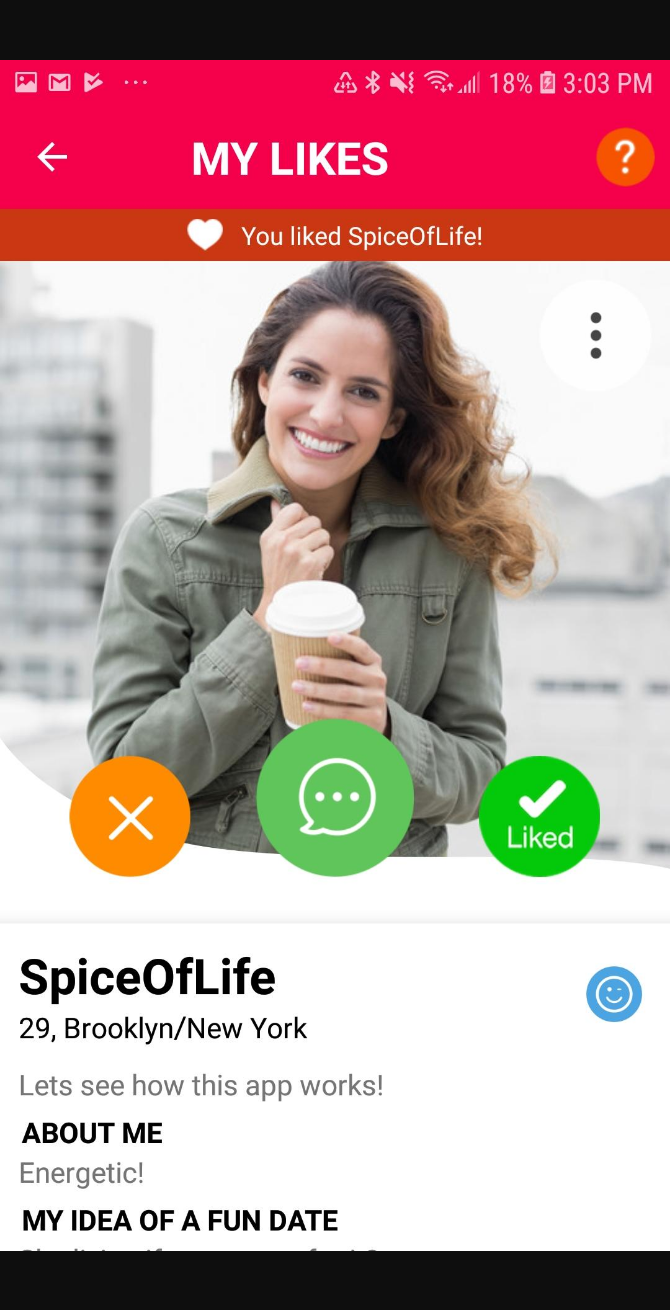 18% 3:03 PM
MY LIKES
?
You liked SpiceOfLife!
Liked
SpiceOfLife
29, Brooklyn/New York
Lets see how this app works!
ABOUT ME
Energetic!
MY IDEA OF A FUN DATE